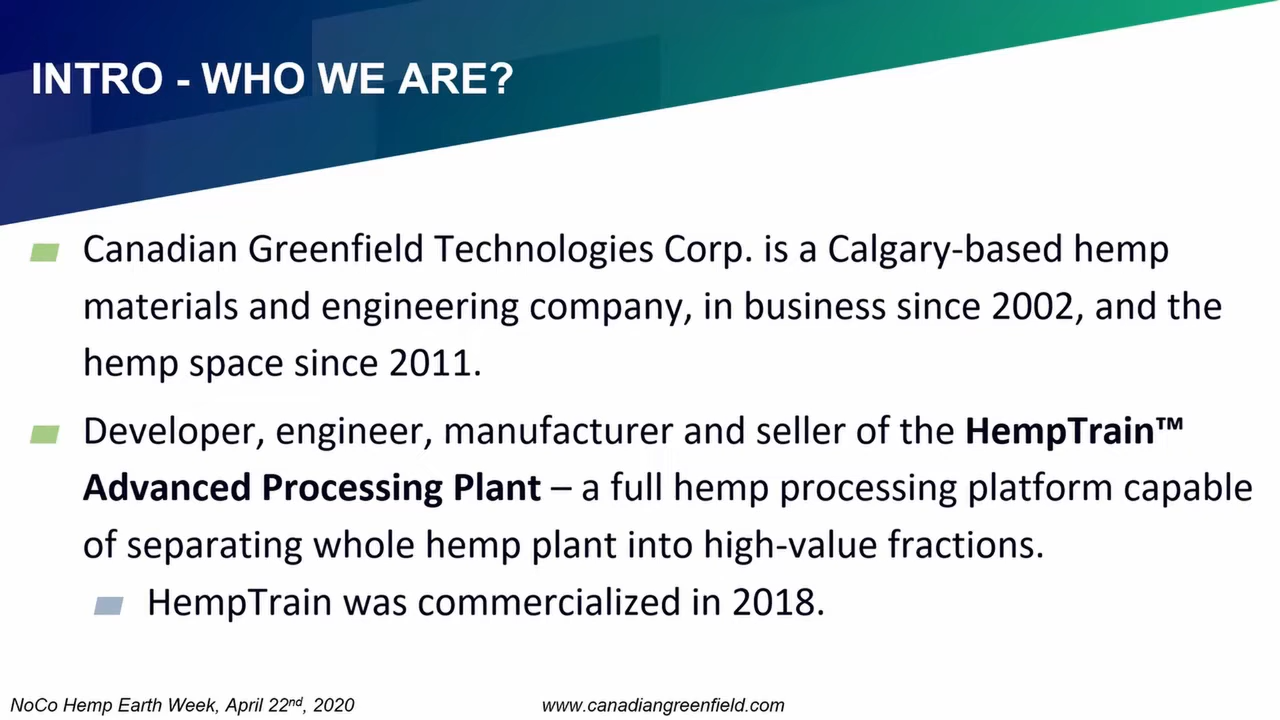 INTRO - WHO WE ARE?
Canadian Greenfield Technologies Corp. is a Calgary-based hemp
materials and engineering company, in business since 2002, and the
hemp space since 2011.
Developer, engineer, manufacturer and seller of the HempTrain™
Advanced Processing Plant – a full hemp processing platform capable
of separating whole hemp plant into high-value fractions.
HempTrain was commercialized in 2018.
NoCo Hemp Earth Week, April 22nd, 2020
www.canadiangreenfield.com